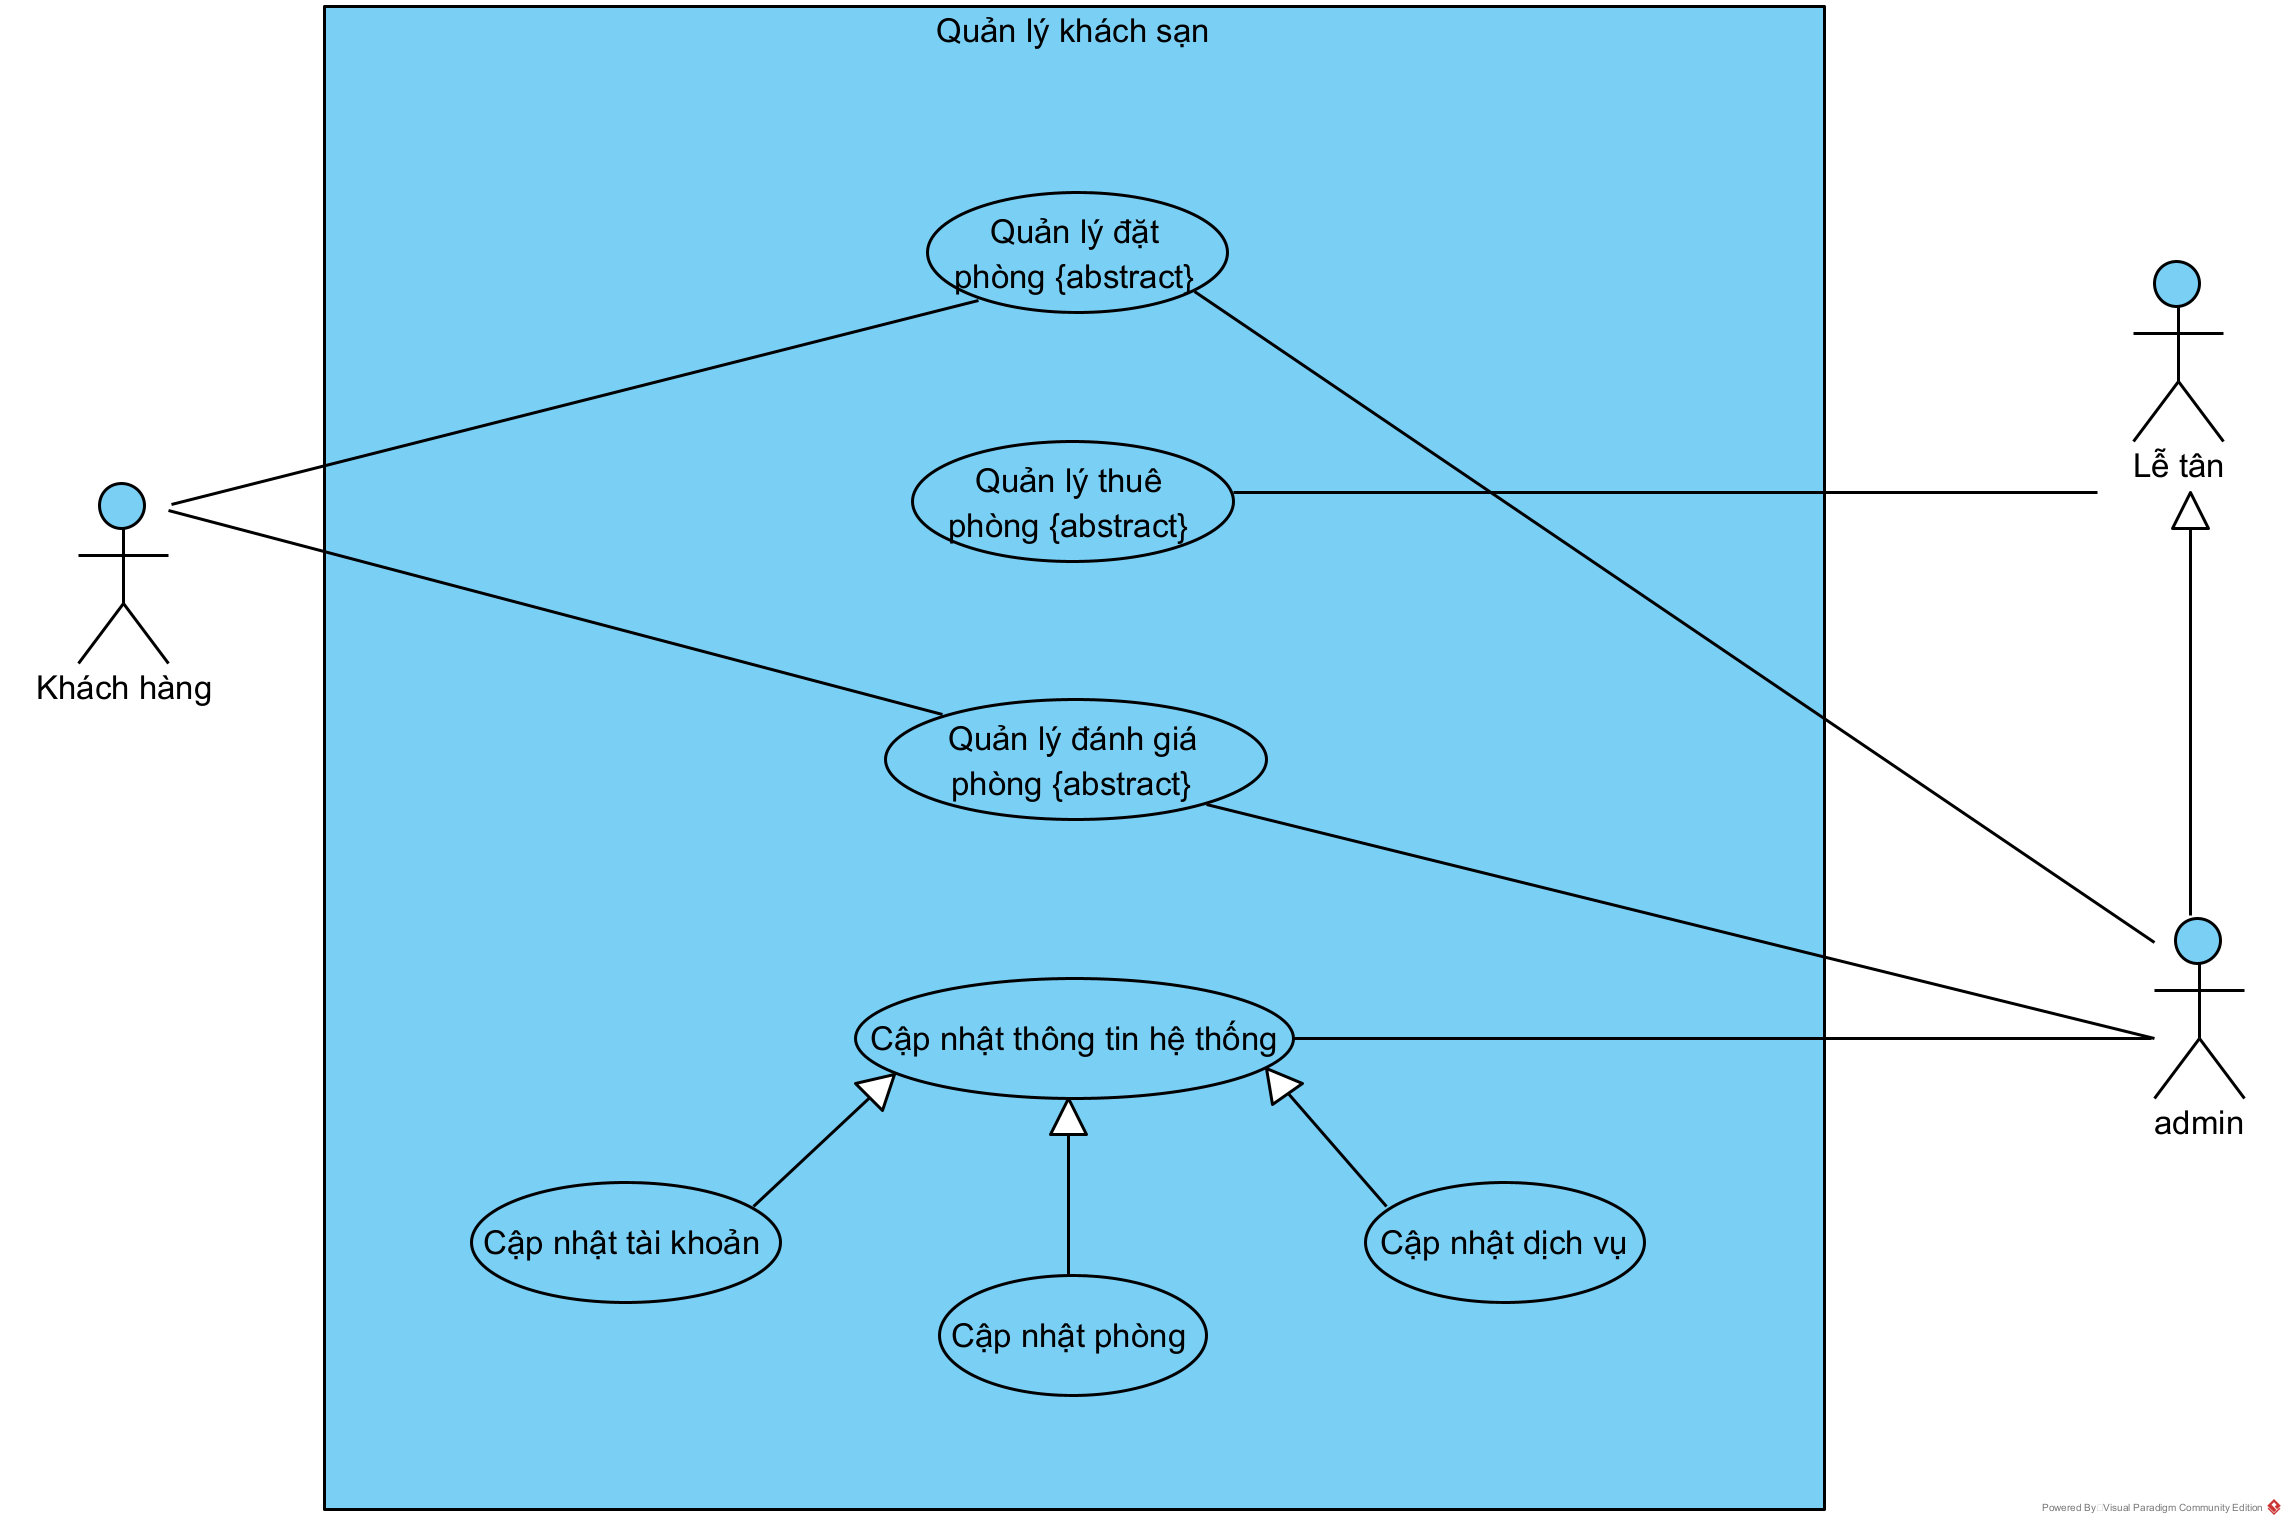 Quản lý khách sạn
Quản lý đặt
phòng {abstract}
Lễ tân
Quản lý thuê
phòng {abstract}
Khách hàng
Quản lý đánh giá
phòng {abstract}
Cập nhật thông tin hệ thống
admin
Cập nhật tài khoản
Cập nhật dịch vụ
Cập nhật phòng
Powered By Visual Paradigm Community Edition